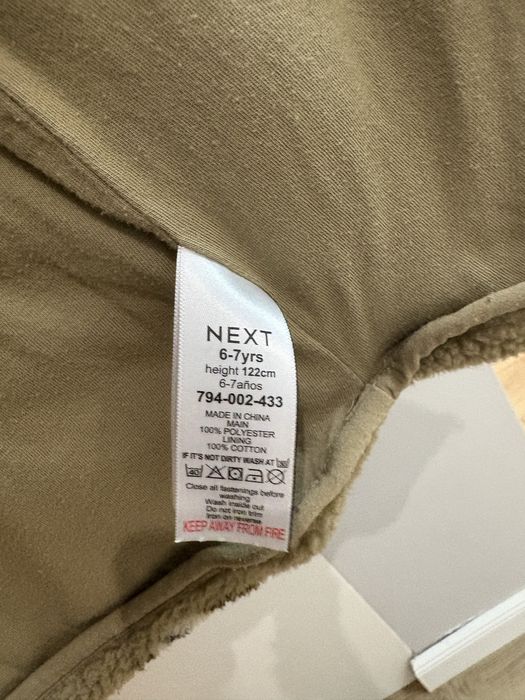 NEXT
6-7yrs
height 122cm
6-7años
794-002-433
MADE IN CHINA
MAIN
100% POLYESTER
LINING
100% COTTON
IF IT'S NOT DIRTY WASH AT 30
40
Close all fastenings before
washing
Wash inside out
Do not iron trim
Iron on reverse
KEEP AWAY FROM FIRE